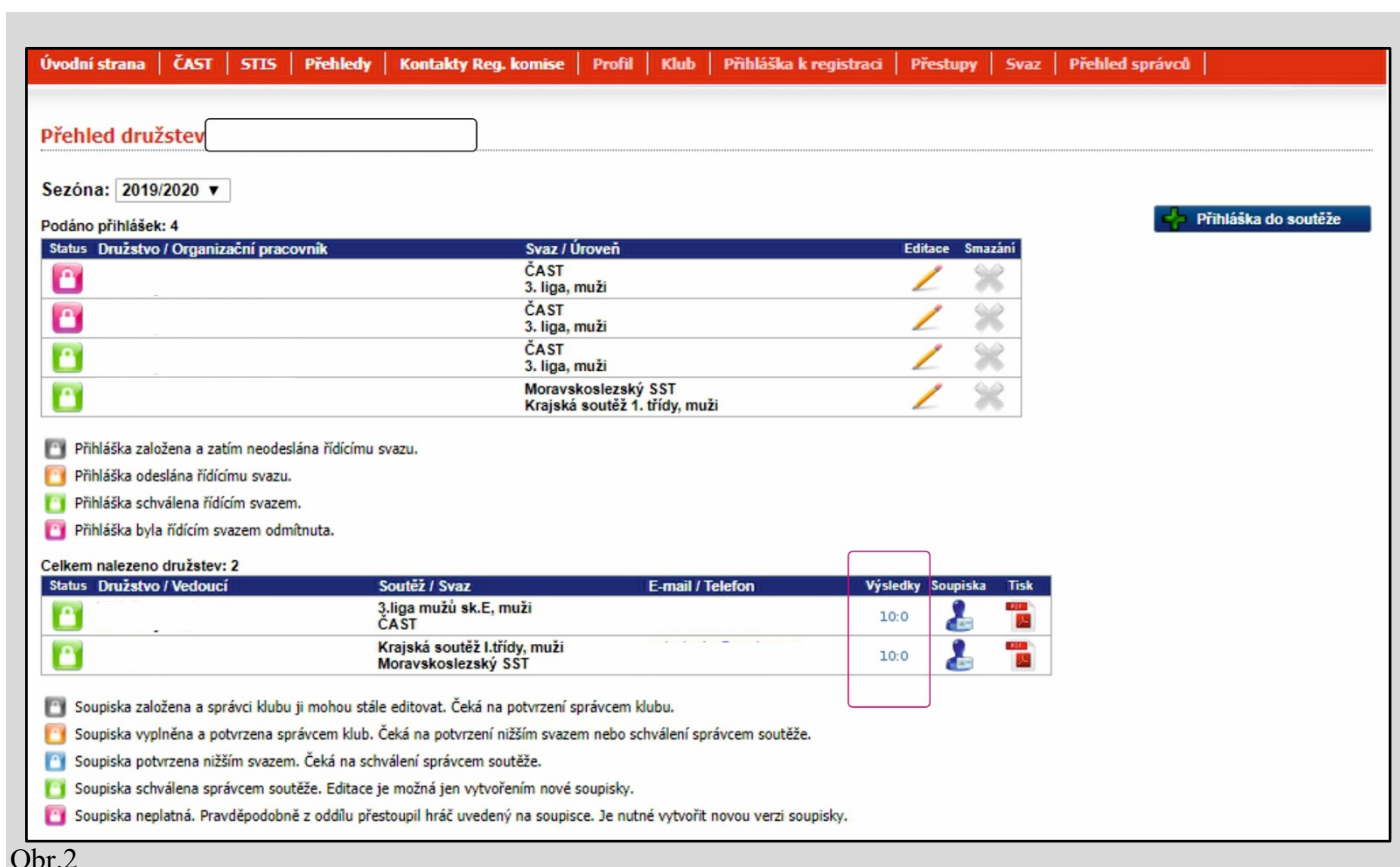 Úvodní strana | ČAST | STIS | Přehledy | Kontakty Reg. komise | Profil | Klub | Přihláška k registraci | Přestupy | Svaz | Přehled správců |
Přehled družstev
Sezóna: 2019/2020 ▼
Přihláška do soutěže
Podáno přihlášek: 4
Status Družstvo / Organizační pracovník Svaz / Úroveň Editace Smazání
ČAST
3. liga, muži
ČAST
3. liga, muži
ČAST
3. liga, muži
Moravskoslezský SST
Krajská soutěž 1. třídy, muži
Přihláška založena a zatím neodeslána řídícímu svazu.
Přihláška odeslána řídícímu svazu.
Přihláška schválena řídícím svazem.
Přihláška byla řídícím svazem odmítnuta.
Celkem nalezeno družstev: 2
Status Družstvo / Vedoucí Soutěž / Svaz E-mail / Telefon Výsledky Soupiska Tisk
3.liga mužů sk.E, muži
ČAST
10:0
PDF
Krajská soutěž I.třídy, muži
Moravskoslezský SST
10:0
PDF
Soupiska založena a správci klubu ji mohou stále editovat. Čeká na potvrzení správcem klubu.
Soupiska vyplněna a potvrzena správcem klub. Čeká na potvrzení nižším svazem nebo schválení správcem soutěže.
Soupiska potvrzena nižším svazem. Čeká na schválení správcem soutěže.
Soupiska schválena správcem soutěže. Editace je možná jen vytvořením nové soupisky.
Soupiska neplatná. Pravděpodobně z oddílu přestoupil hráč uvedený na soupisce. Je nutné vytvořit novou verzi soupisky.
Obr.2